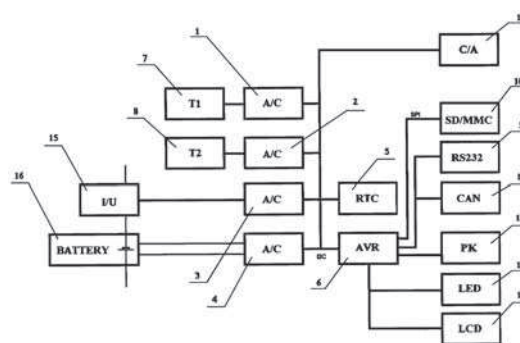 1
7
T1
A/C
C/A
8
2
T2
A/C
SPI
SD/MMC
RS232
15
5
I/U
A/C
RTC
CAN
16
BATTERY
A/C
AVR
PK
3
4
6
LED
LCD